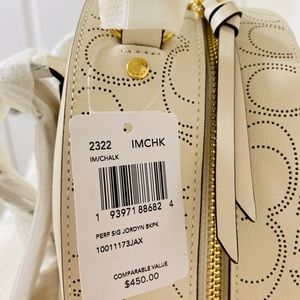 2322 IMCHK
IM/CHALK
1 93971 88682 4
PERF SIG JORDYN BKPK
10011173JAX
COMPARABLE VALUE
$450.00